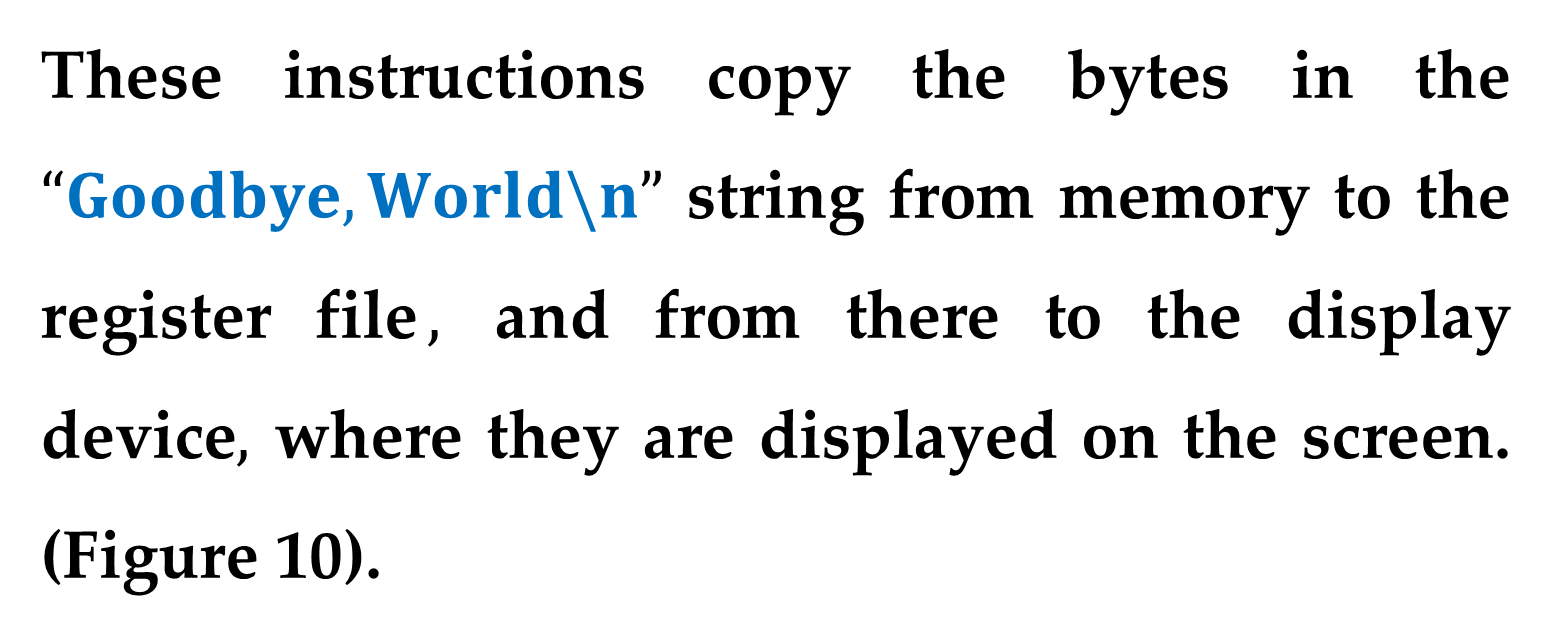 These instructions copy the bytes in the
“Goodbye, World\n” string from memory to the
register file, and from there to the display
device, where they are displayed on the screen.
(Figure 10).